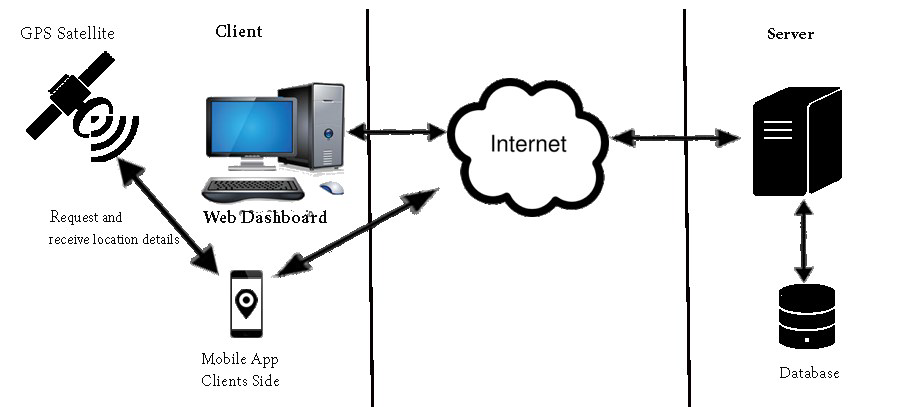 GPS Satellite
Client
Server
Internet
Web Dashboard
Request and
receive location details
Mobile App
Clients Side
Database